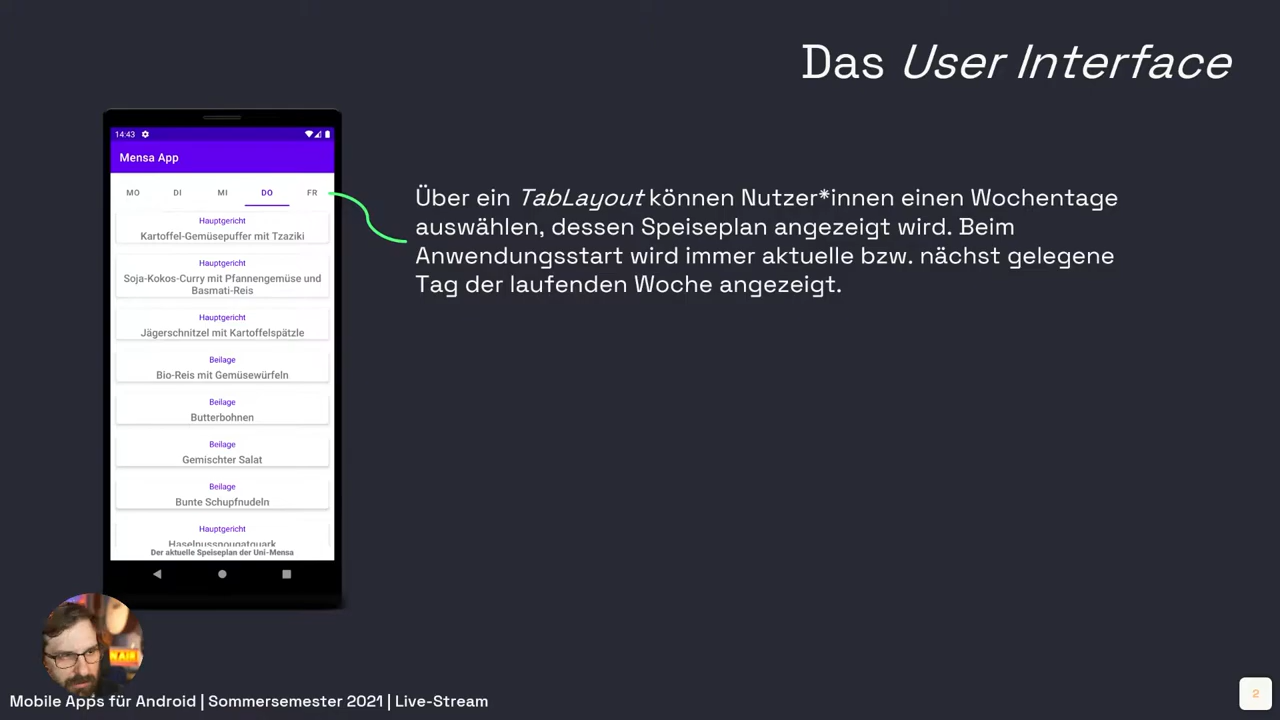 Das User Interface
14:43
Mensa App
MO DI MI DO FR
Hauptgericht
Kartoffel-Gemüsepuffer mit Tzaziki
Hauptgericht
Soja-Kokos-Curry mit Pfannengemüse und
Basmati-Reis
Hauptgericht
Jägerschnitzel mit Kartoffelspätzle
Beilage
Bio-Reis mit Gemüsewürfeln
Beilage
Butterbohnen
Beilage
Gemischter Salat
Beilage
Bunte Schupfnudeln
Hauptgericht
Haselnussnougatquark
Der aktuelle Speiseplan der Uni-Mensa
Über ein TabLayout können Nutzer*innen einen Wochentage
auswählen, dessen Speiseplan angezeigt wird. Beim
Anwendungsstart wird immer aktuelle bzw. nächst gelegene
Tag der laufenden Woche angezeigt.
ON AIR
Mobile Apps für Android | Sommersemester 2021 | Live-Stream
2